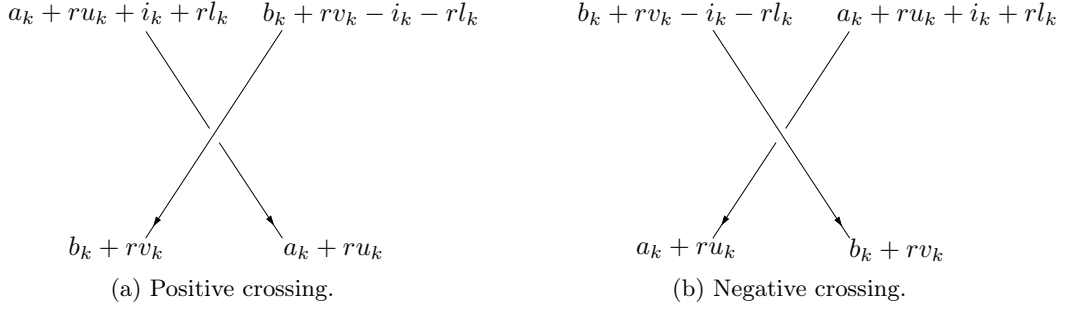 a_k + ru_k + i_k + rl_k b_k + rv_k − i_k − rl_k
b_k + rv_k a_k + ru_k
(a) Positive crossing.
b_k + rv_k − i_k − rl_k a_k + ru_k + i_k + rl_k
a_k + ru_k b_k + rv_k
(b) Negative crossing.